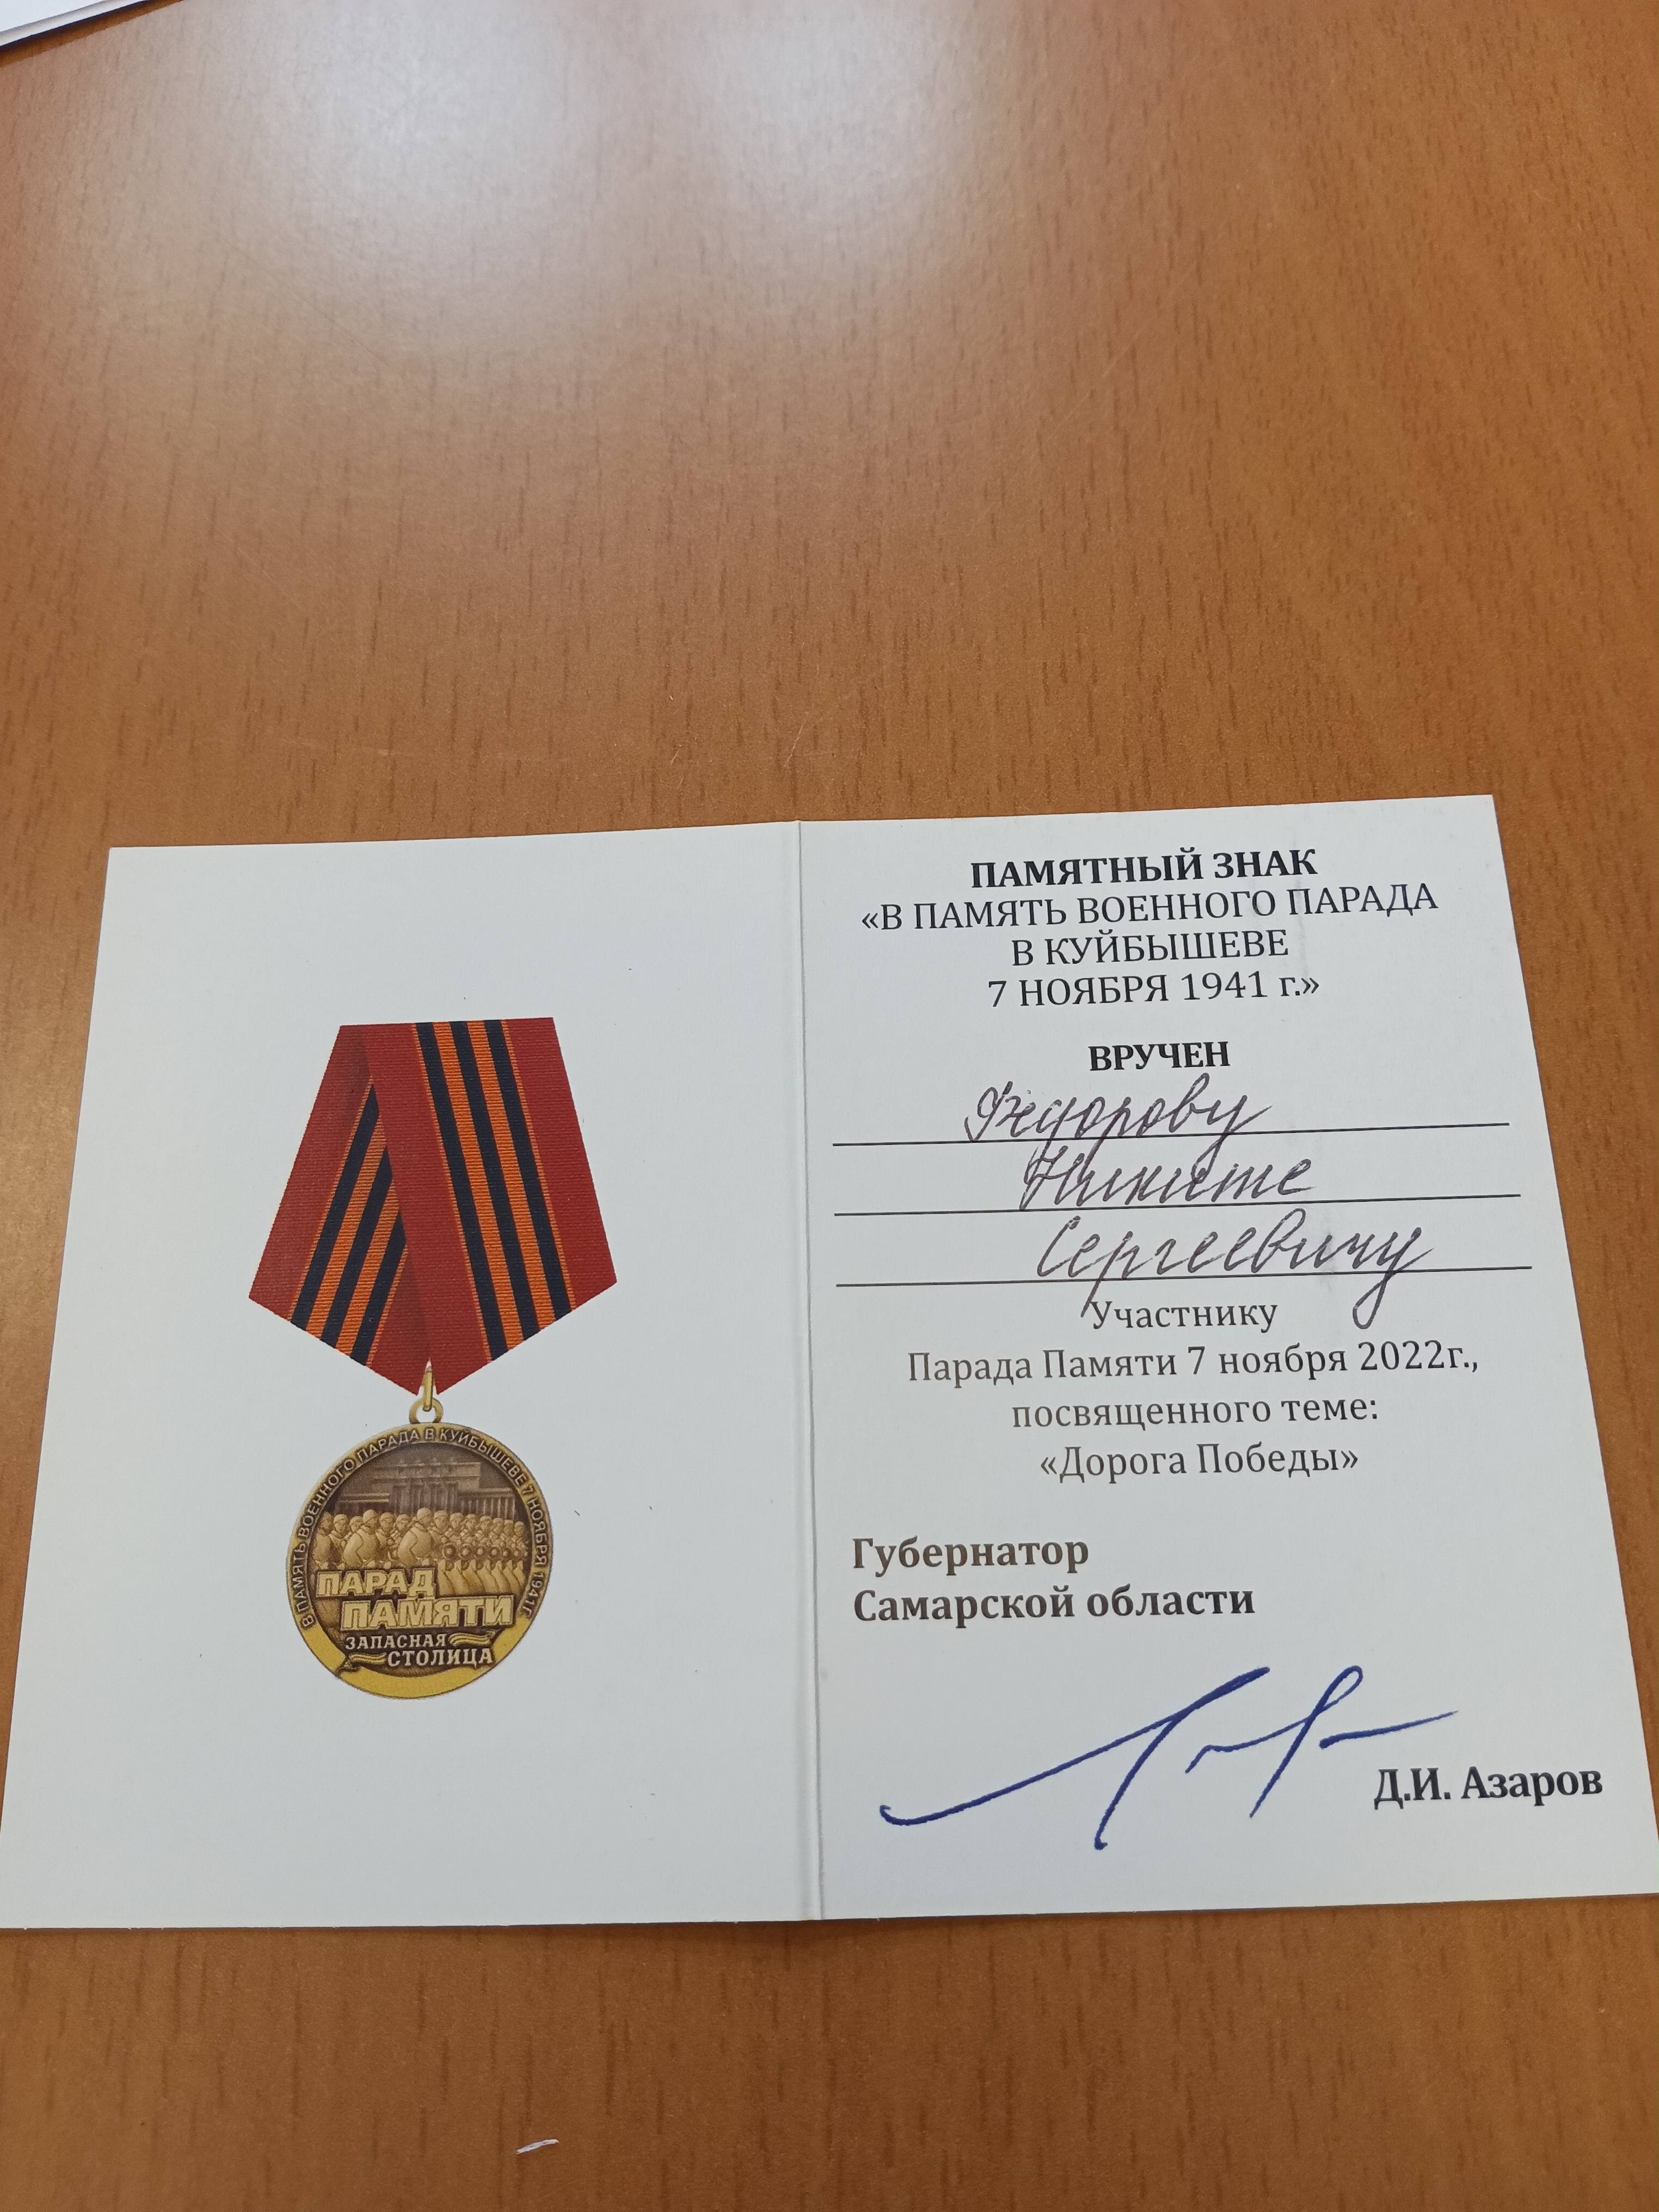 В ПАМЯТЬ ВОЕННОГО ПАРАДА В КУЙБЫШЕВЕ 7 НОЯБРЯ 1941Г.
ПАРАД
ПАМЯТИ
ЗАПАСНАЯ
СТОЛИЦА
ПАМЯТНЫЙ ЗНАК
«В ПАМЯТЬ ВОЕННОГО ПАРАДА
В КУЙБЫШЕВЕ
7 НОЯБРЯ 1941 г.»
ВРУЧЕН
Федорову
Никите
Сергеевичу
Участнику
Парада Памяти 7 ноября 2022г.,
посвященного теме:
«Дорога Победы»
Губернатор
Самарской области
Д.И. Азаров